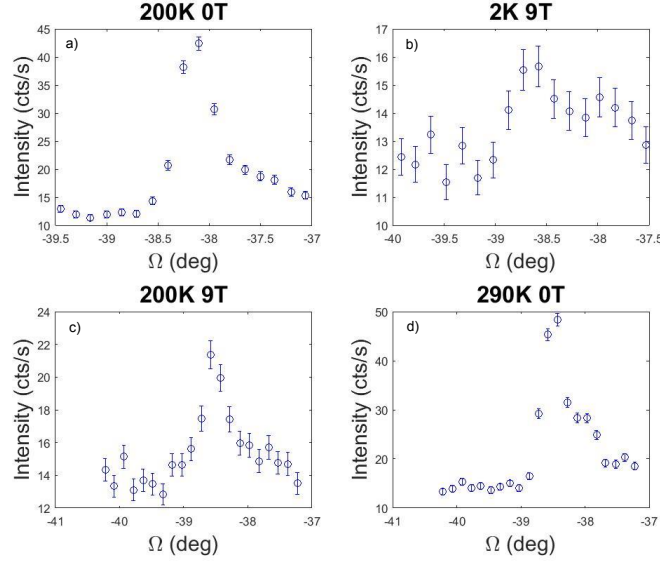 200K 0T
a)
45
40
35
30
25
20
15
10
Intensity (cts/s)
-39.5 -39 -38.5 -38 -37.5 -37
Ω (deg)
2K 9T
b)
17
16
15
14
13
12
11
10
Intensity (cts/s)
-40 -39.5 -39 -38.5 -38 -37.5
Ω (deg)
200K 9T
c)
24
22
20
18
16
14
12
Intensity (cts/s)
-41 -40 -39 -38 -37
Ω (deg)
290K 0T
d)
50
40
30
20
10
Intensity (cts/s)
-41 -40 -39 -38 -37
Ω (deg)